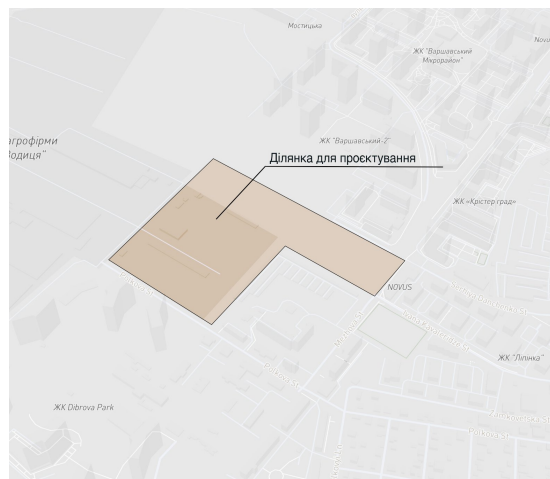 Мостицька
ЖК "Варшавський
Мікрорайон"
агрофірми
Водиця"
ЖК "Варшавський-2"
Ділянка для проєктування
ЖК «Крістер град»
NOVUS
ЖК "Ліпінка"
ЖК Dibrova Park